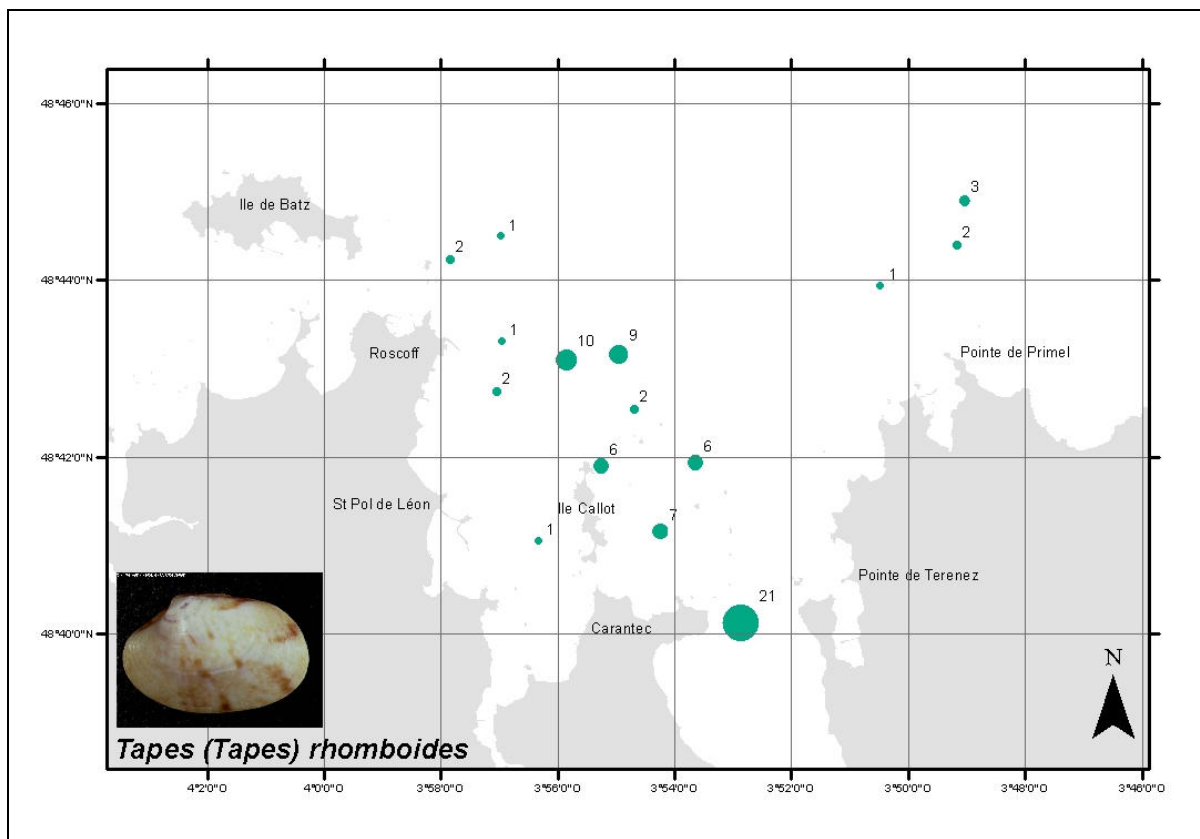 48°46'0"N
Ile de Batz
3
1
2
2
48°44'0"N
1
1
10
9
Roscoff
Pointe de Primel
2
2
48°42'0"N
6
6
St Pol de Léon
Ile Callot
7
1
Pointe de Terenez
21
Carantec
48°40'0"N
N
Tapes (Tapes) rhomboides
4°2'0"O
4°0'0"O
3°58'0"O
3°56'0"O
3°54'0"O
3°52'0"O
3°50'0"O
3°48'0"O
3°46'0"O